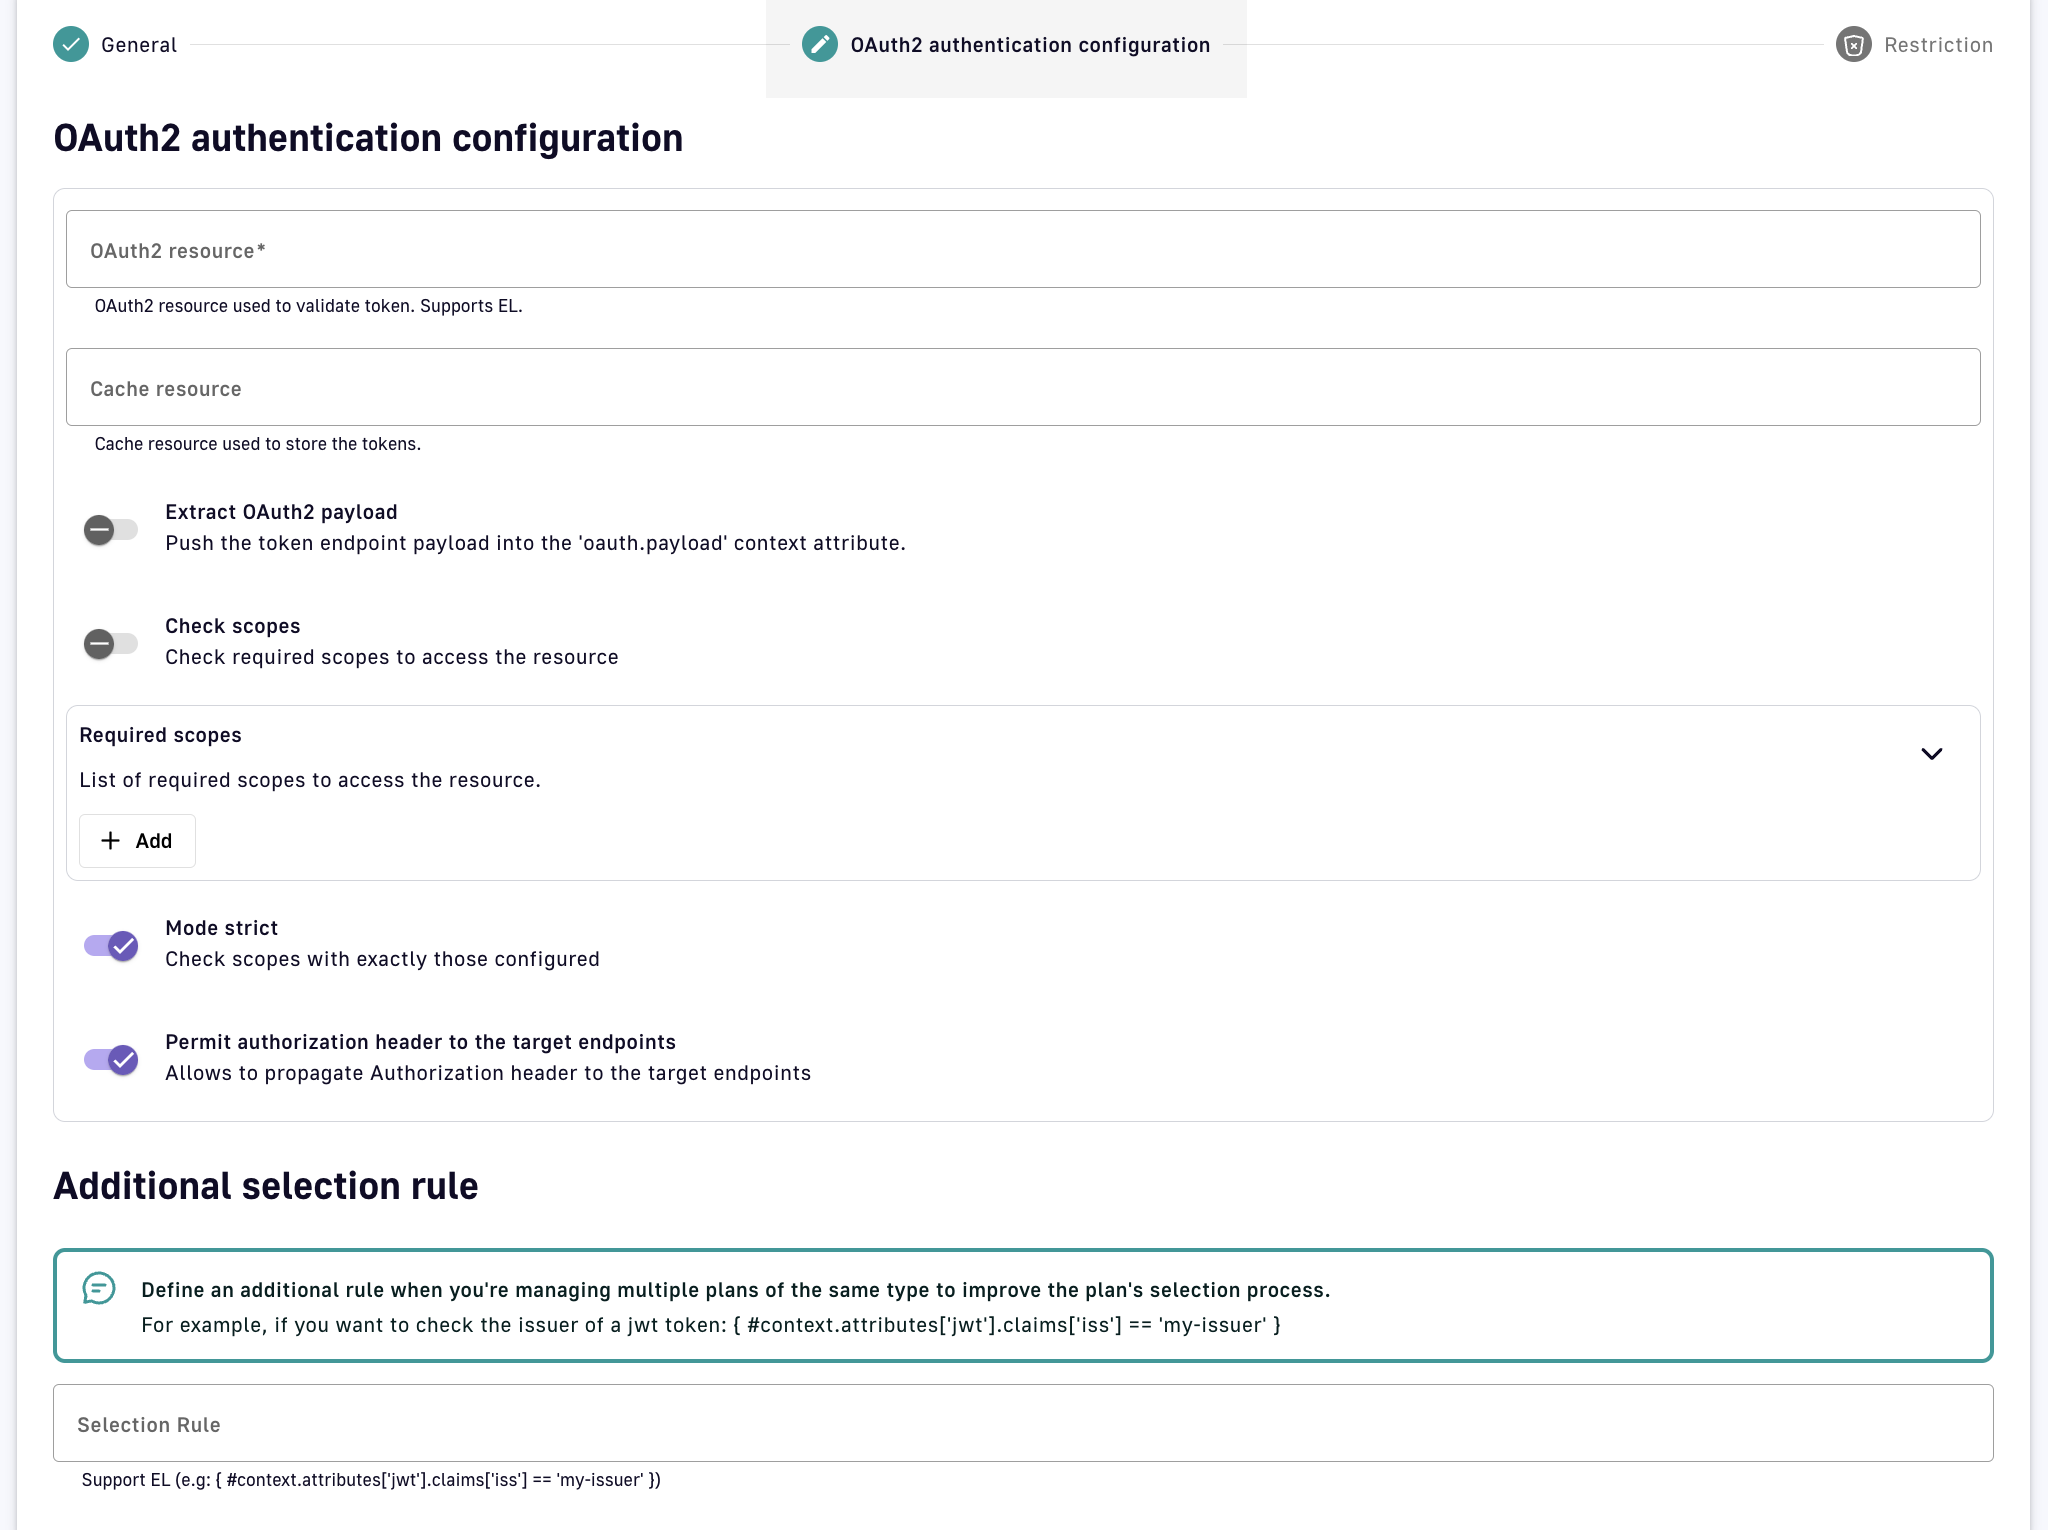 General
OAuth2 authentication configuration
Restriction
OAuth2 authentication configuration
OAuth2 resource*
OAuth2 resource used to validate token. Supports EL.
Cache resource
Cache resource used to store the tokens.
Extract OAuth2 payload
Push the token endpoint payload into the 'oauth.payload' context attribute.
Check scopes
Check required scopes to access the resource
Required scopes
List of required scopes to access the resource.
Add
Mode strict
Check scopes with exactly those configured
Permit authorization header to the target endpoints
Allows to propagate Authorization header to the target endpoints
Additional selection rule
Define an additional rule when you're managing multiple plans of the same type to improve the plan's selection process.
For example, if you want to check the issuer of a jwt token: { #context.attributes['jwt'].claims['iss'] == 'my-issuer' }
Selection Rule
Support EL (e.g: { #context.attributes['jwt'].claims['iss'] == 'my-issuer' })